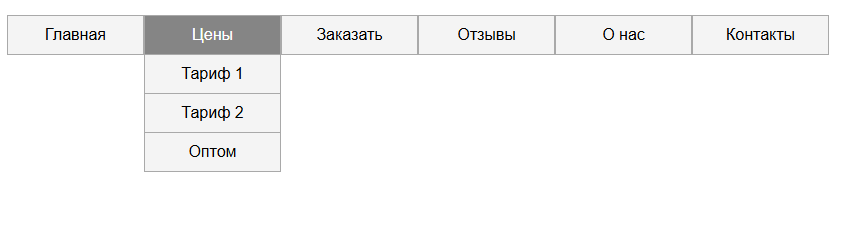 Главная Цены Заказать Отзывы О нас Контакты
Тариф 1
Тариф 2
Оптом